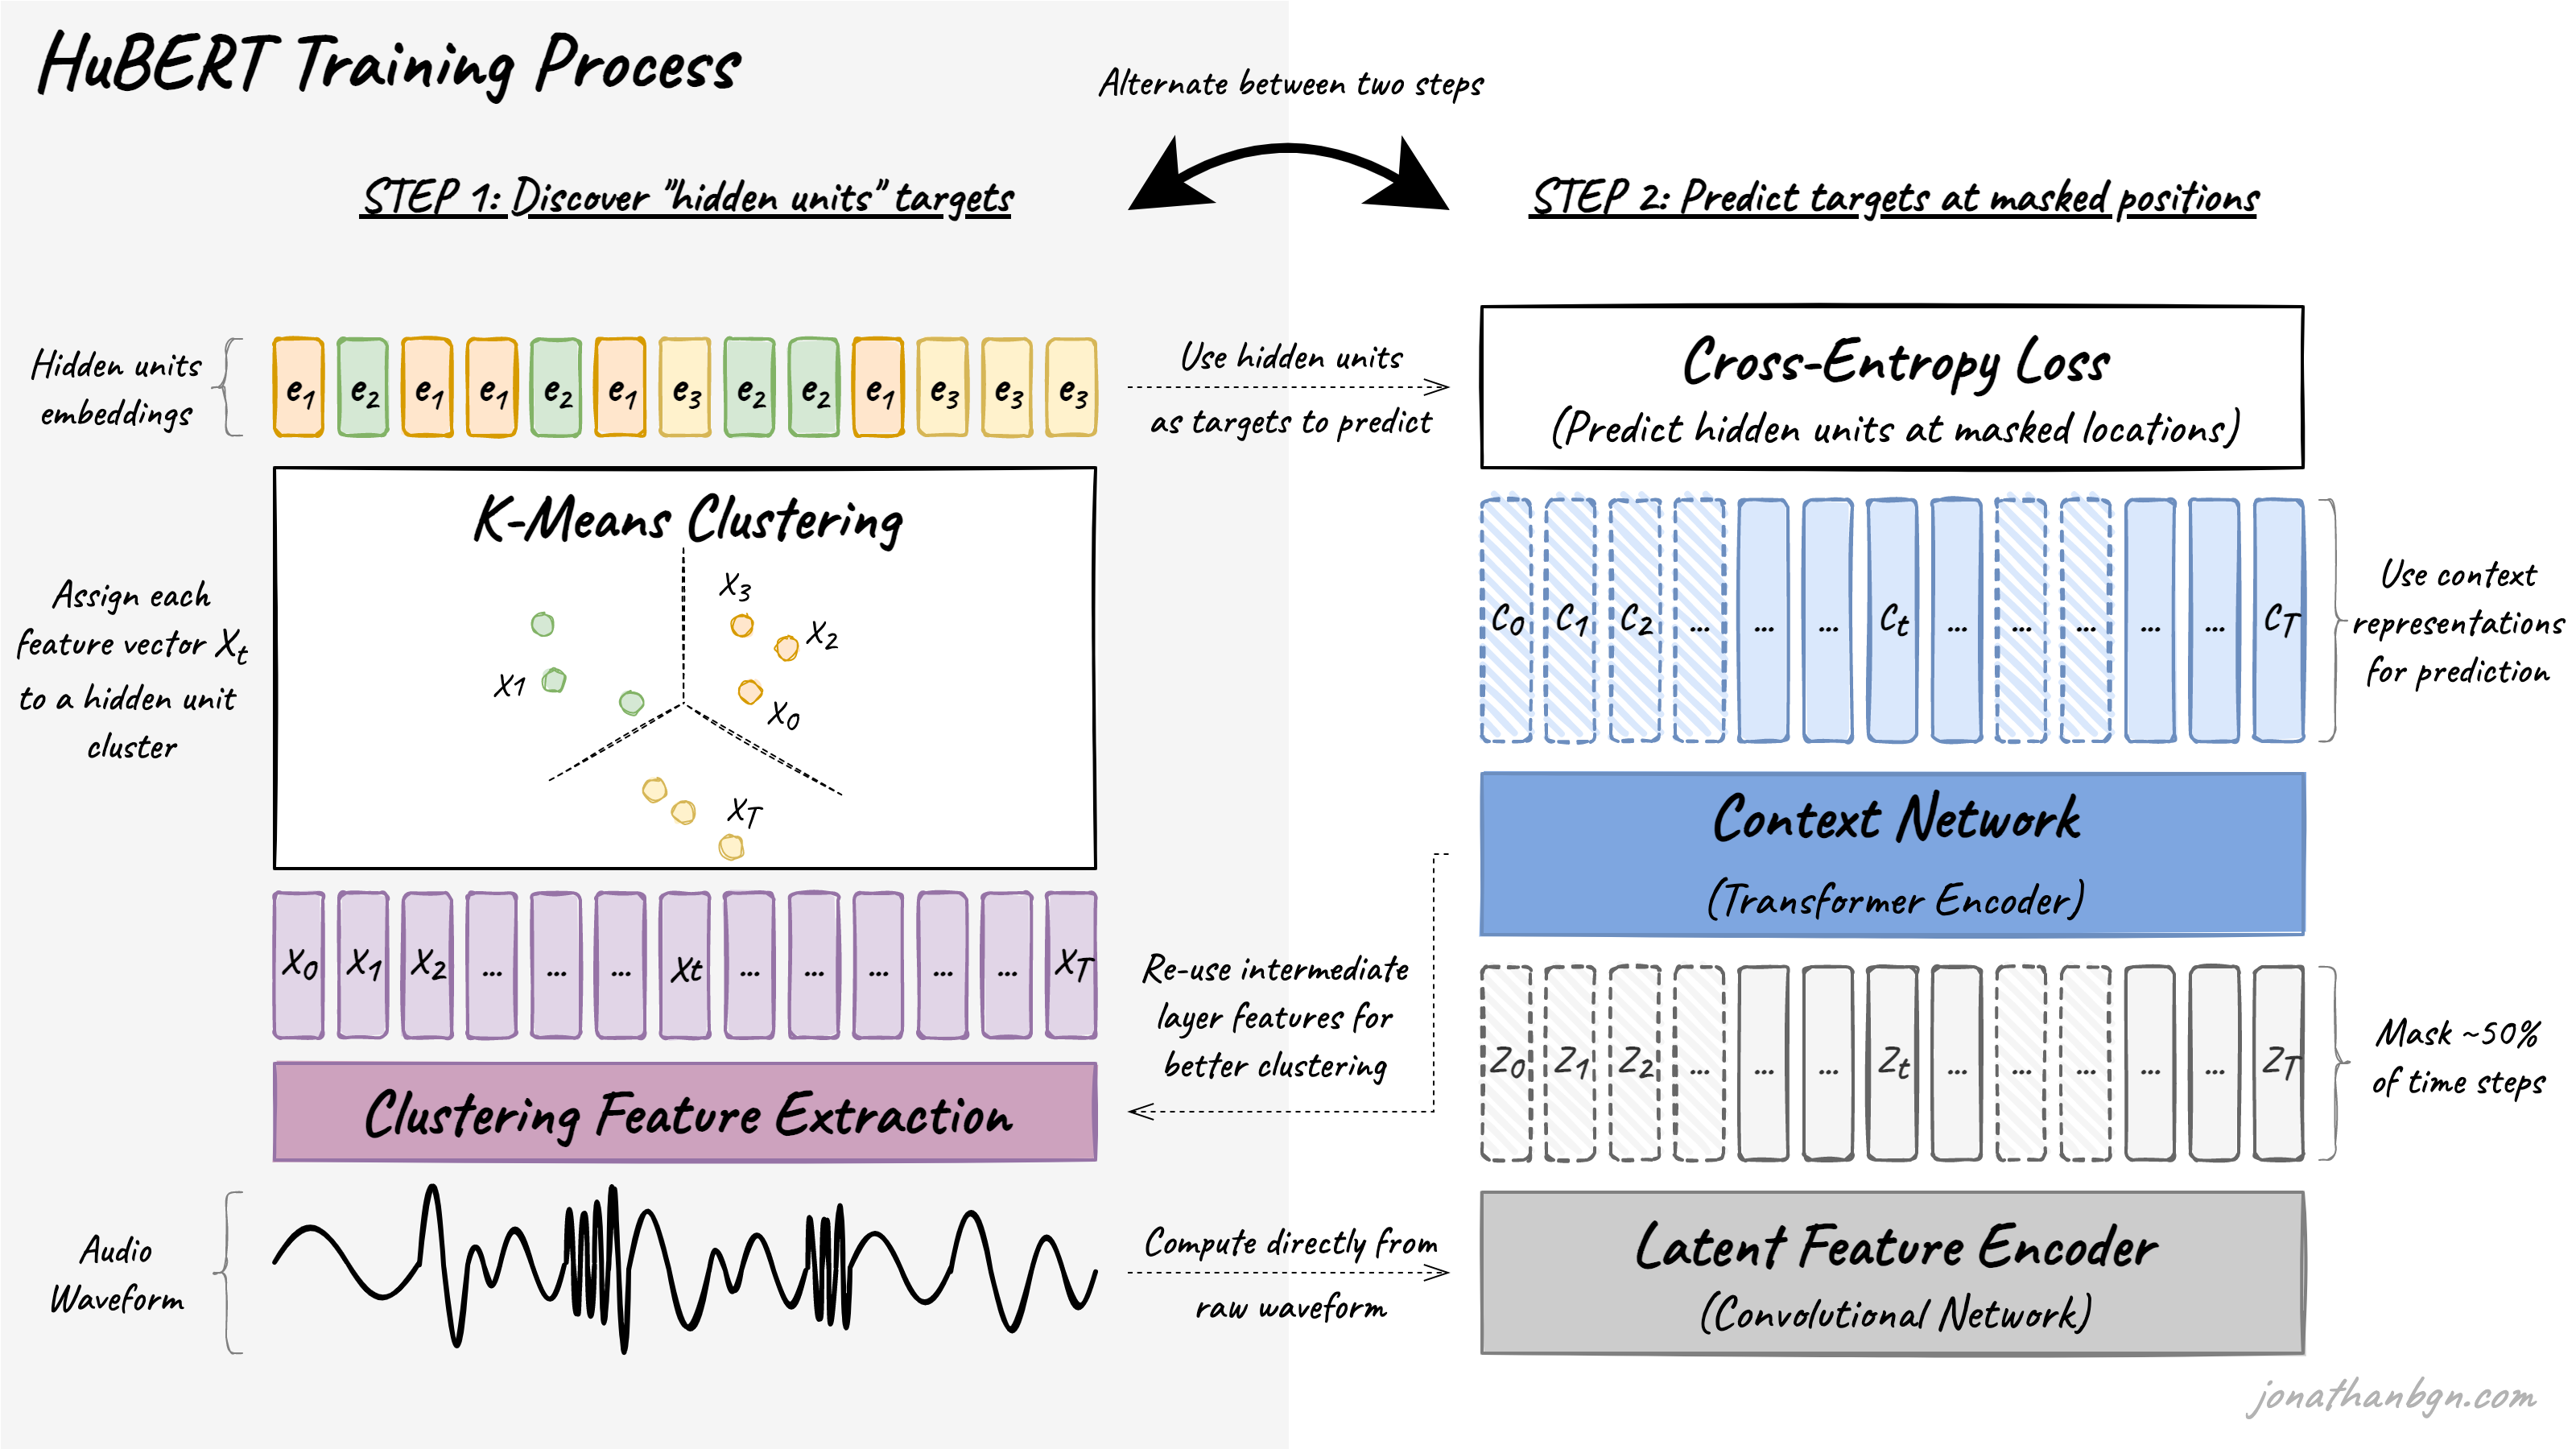 HuBERT Training Process
Alternate between two steps
STEP 1: Discover "hidden units" targets
STEP 2: Predict targets at masked positions
Hidden units
embeddings
e1 e2 e1 e1 e2 e1 e3 e2 e2 e1 e3 e3 e3
Use hidden units
as targets to predict
Cross-Entropy Loss
(Predict hidden units at masked locations)
K-Means Clustering
X3
X2
X1
X0
XT
Assign each
feature vector Xt
to a hidden unit
cluster
C0 C1 C2 ... ... ... Ct ... ... ... ... ... CT
Use context
representations
for prediction
Context Network
(Transformer Encoder)
X0 X1 X2 ... ... ... Xt ... ... ... ... ... XT
Re-use intermediate
layer features for
better clustering
Z0 Z1 Z2 ... ... ... Zt ... ... ... ... ... ZT
Mask ~50%
of time steps
Clustering Feature Extraction
Audio
Waveform
Compute directly from
raw waveform
Latent Feature Encoder
(Convolutional Network)
jonathanbgn.com